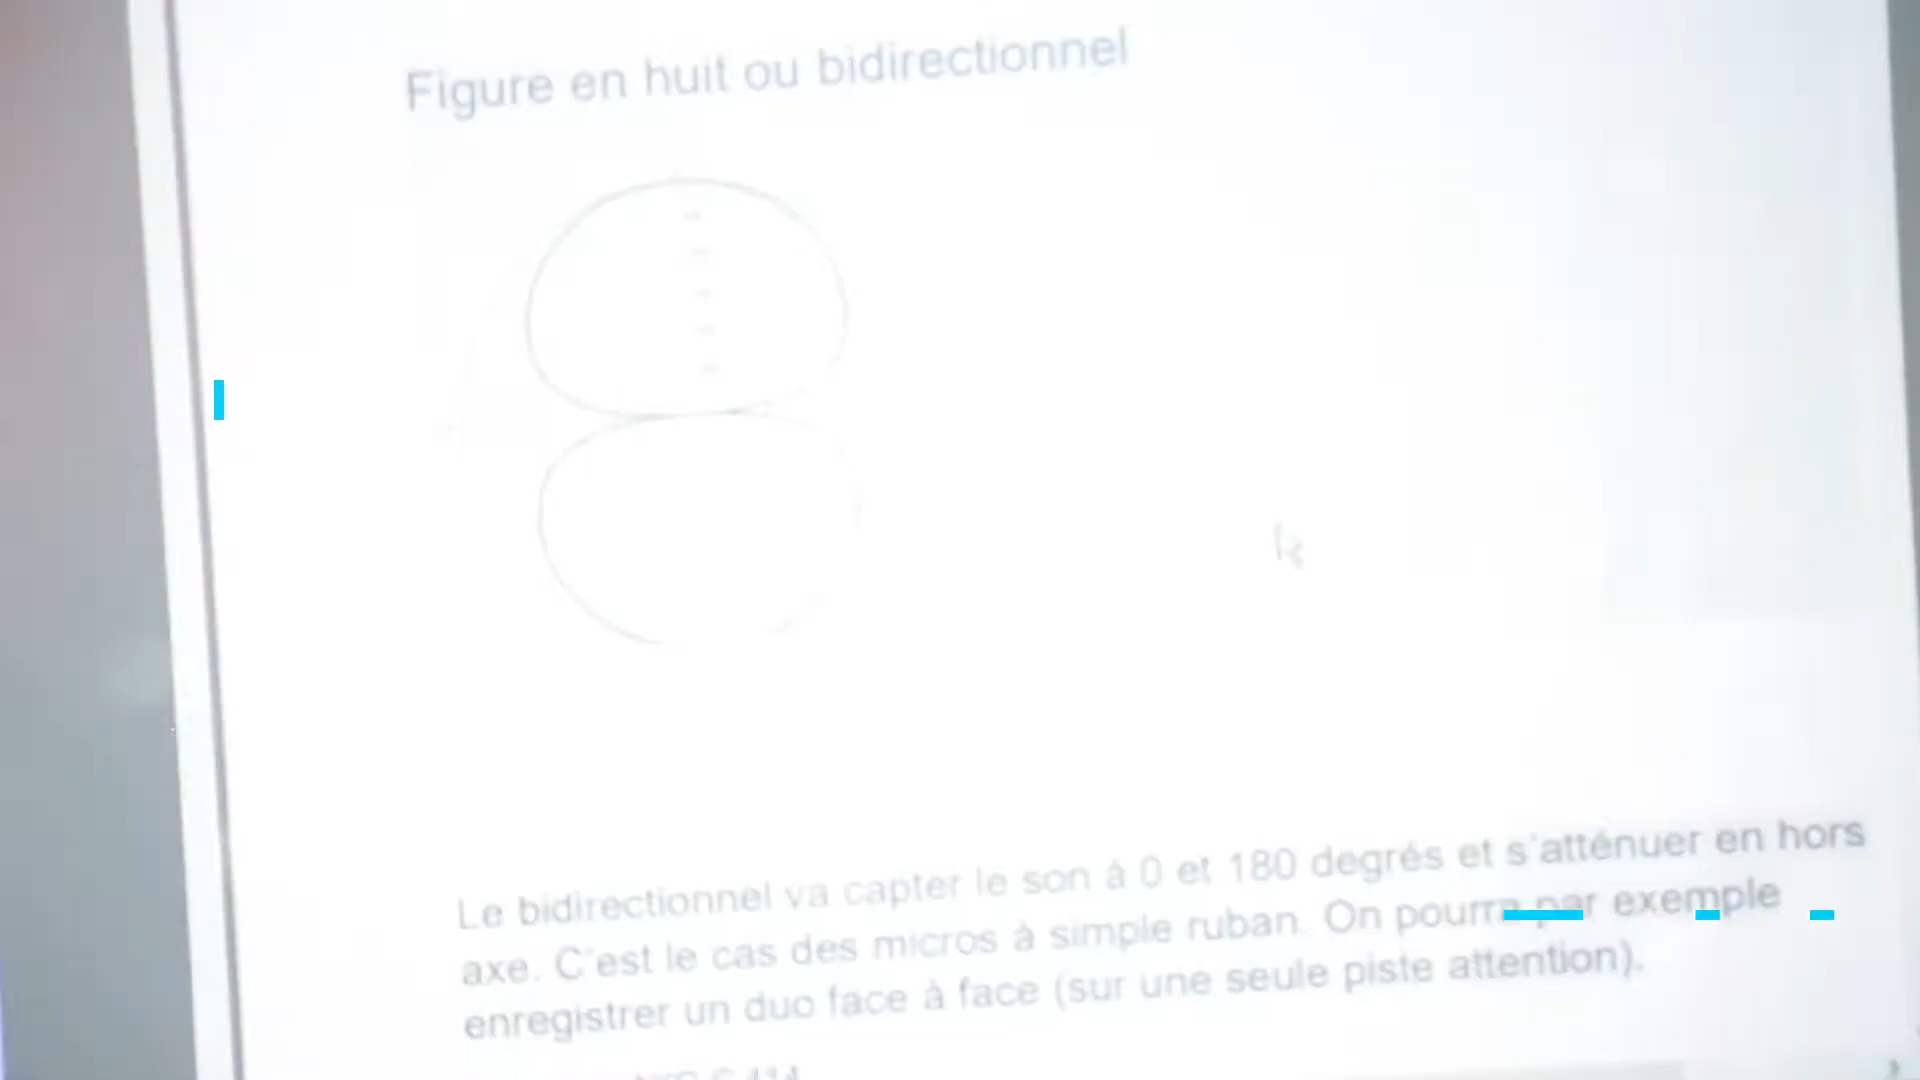 Figure en huit ou bidirectionnel
Le bidirectionnel va capter le son à 0 et 180 degrés et s'atténuer en hors
axe. C'est le cas des micros à simple ruban. On pourra par exemple
enregistrer un duo face à face (sur une seule piste attention).